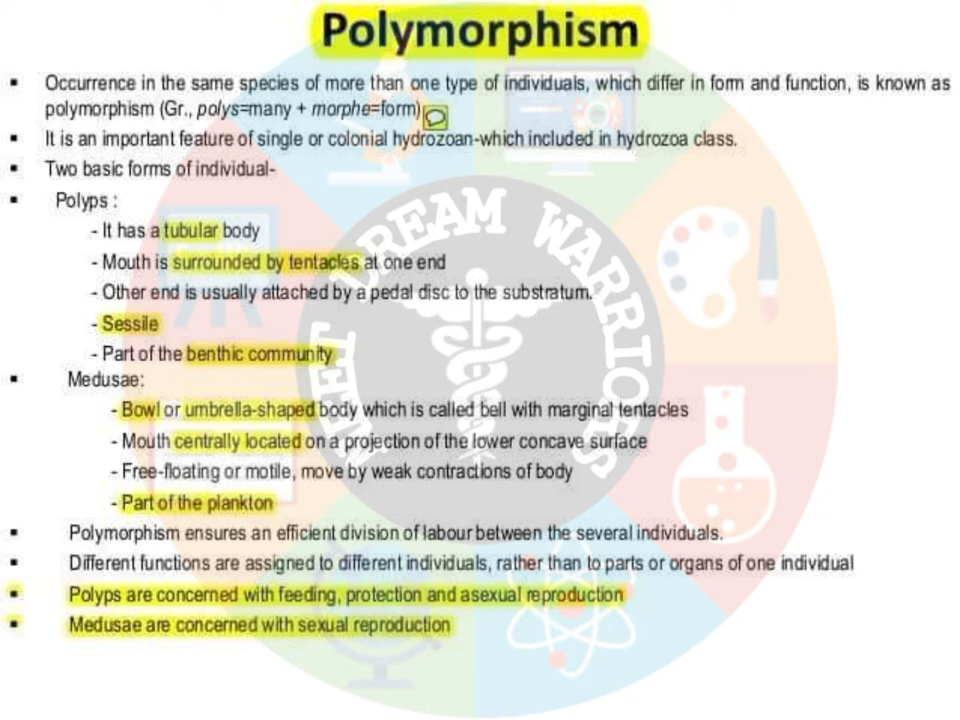 Polymorphism
▪ Occurrence in the same species of more than one type of individuals, which differ in form and function, is known as
polymorphism (Gr., polys=many + morphe=form)
▪ It is an important feature of single or colonial hydrozoan-which included in hydrozoa class.
▪ Two basic forms of individual-
▪ Polyps :
- It has a tubular body
- Mouth is surrounded by tentacles at one end
- Other end is usually attached by a pedal disc to the substratum.
- Sessile
- Part of the benthic community
▪ Medusae:
- Bowl or umbrella-shaped body which is called bell with marginal tentacles
- Mouth centrally located on a projection of the lower concave surface
- Free-floating or motile, move by weak contractions of body
- Part of the plankton
▪ Polymorphism ensures an efficient division of labour between the several individuals.
▪ Different functions are assigned to different individuals, rather than to parts or organs of one individual
▪ Polyps are concerned with feeding, protection and asexual reproduction
▪ Medusae are concerned with sexual reproduction
NEET DREAM WARRIORS